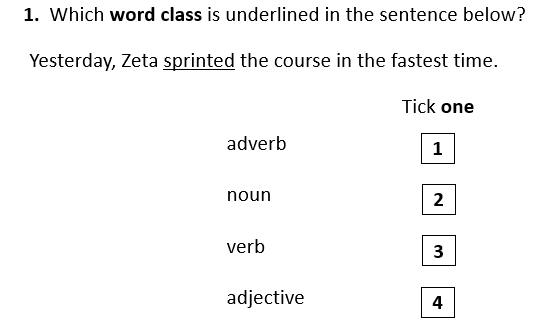 1. Which word class is underlined in the sentence below?
Yesterday, Zeta sprinted the course in the fastest time.
Tick one
adverb 1
noun 2
verb 3
adjective 4